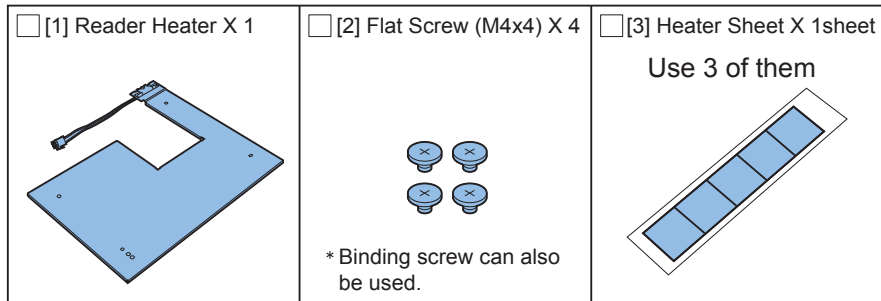 [1] Reader Heater X 1
[2] Flat Screw (M4x4) X 4
* Binding screw can also
be used.
[3] Heater Sheet X 1sheet
Use 3 of them